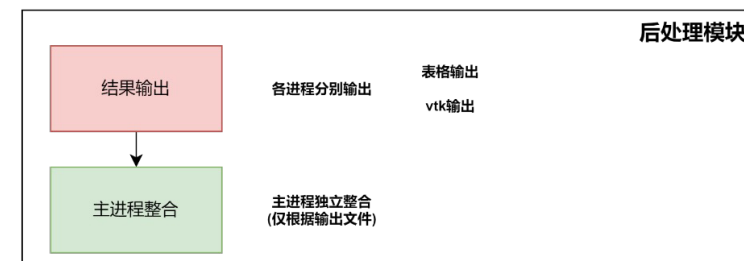 后处理模块
结果输出
各进程分别输出
表格输出
vtk输出
主进程整合
主进程独立整合
(仅根据输出文件)